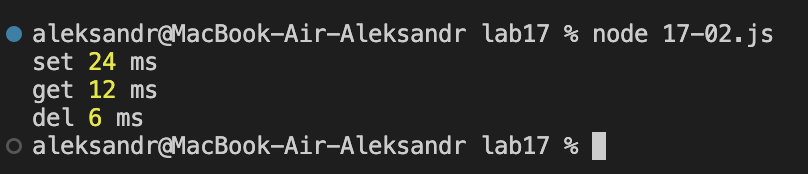 aleksandr@MacBook-Air-Aleksandr lab17 % node 17-02.js
set 24 ms
get 12 ms
del 6 ms
aleksandr@MacBook-Air-Aleksandr lab17 %